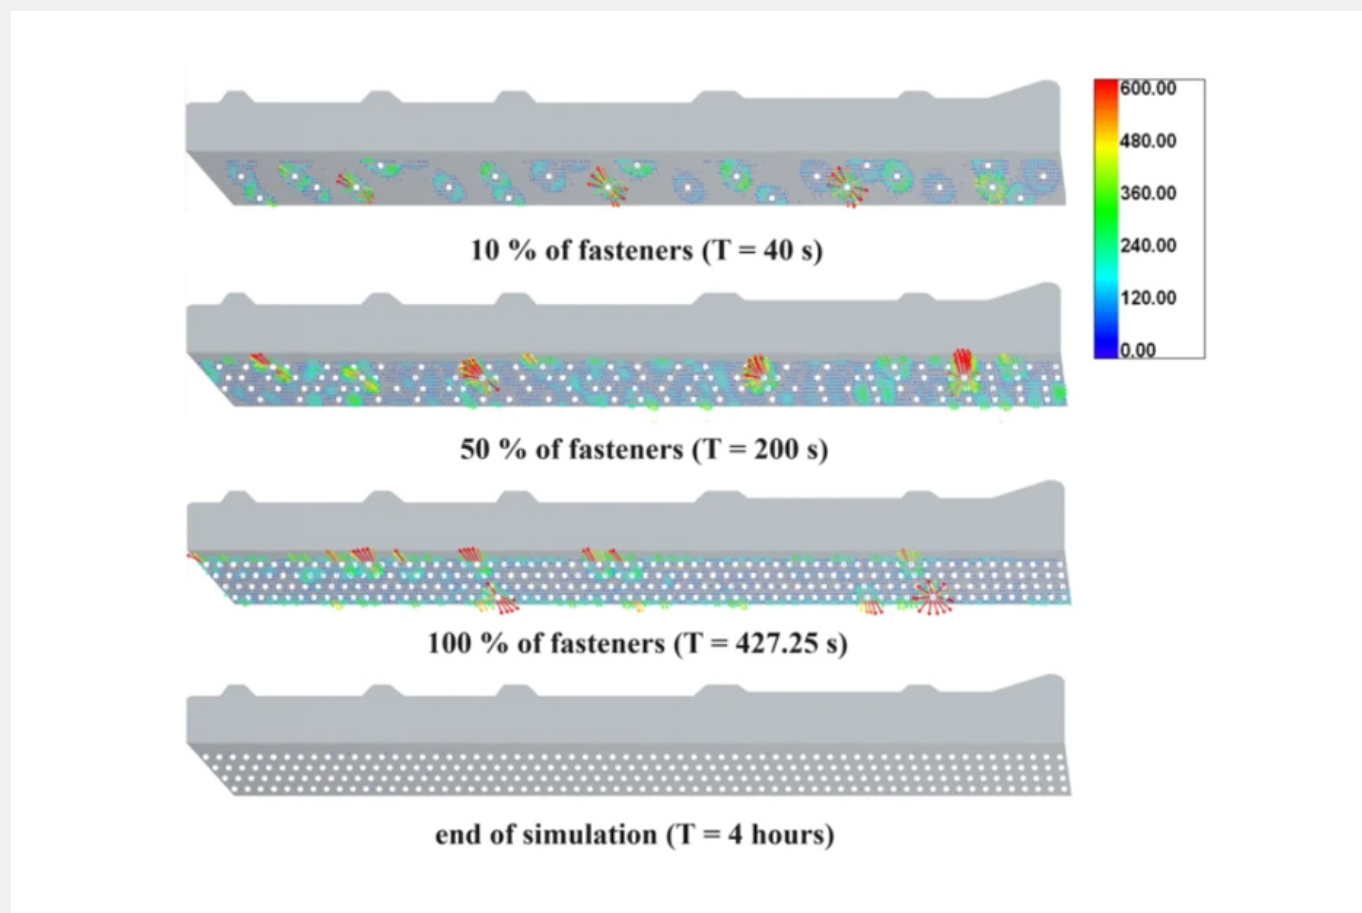 600.00
480.00
360.00
240.00
120.00
0.00
10 % of fasteners (T = 40 s)
50 % of fasteners (T = 200 s)
100 % of fasteners (T = 427.25 s)
end of simulation (T = 4 hours)